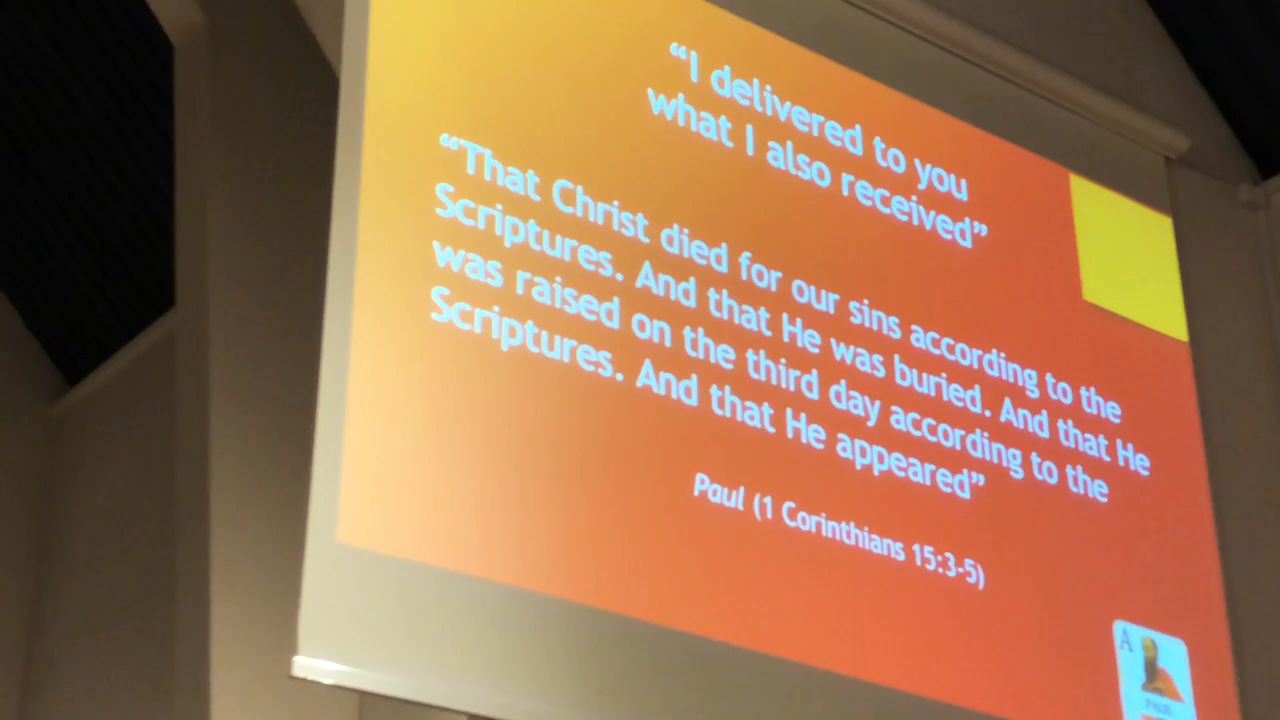 “I delivered to you
what I also received”
“That Christ died for our sins according to the
Scriptures. And that He was buried. And that He
was raised on the third day according to the
Scriptures. And that He appeared”
Paul (1 Corinthians 15:3-5)
A
PAUL